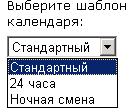 Выберите шаблон
календаря:
Стандартный
Стандартный
24 часа
Ночная смена